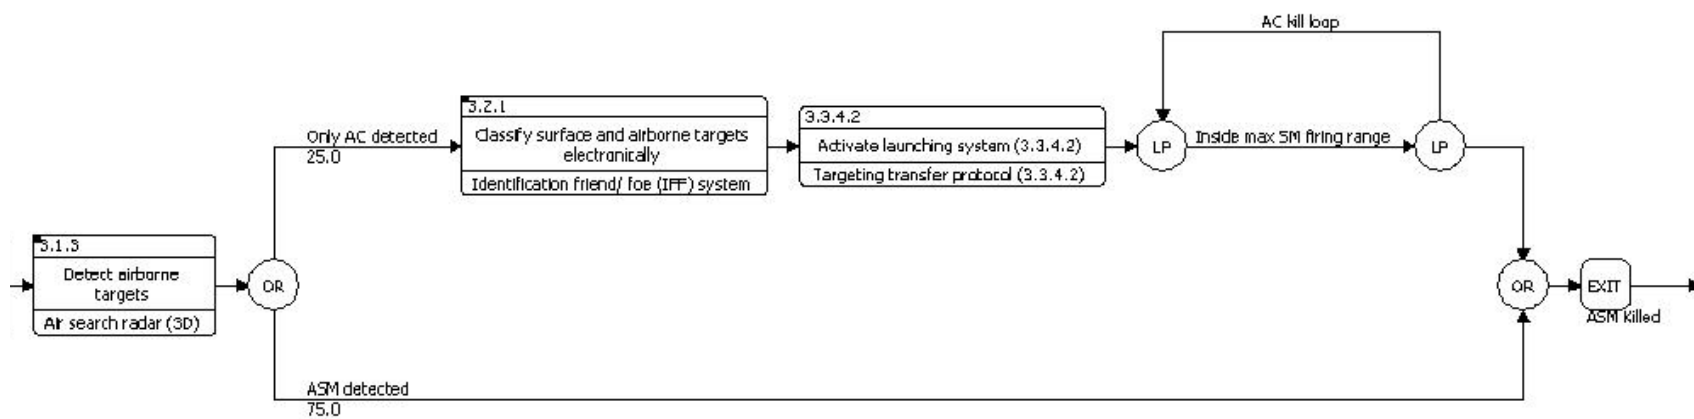 AC kill loop
3.2.1
Classify surface and airborne targets
electronically
Identification friend/ foe (IFF) system
3.3.4.2
Activate launching system (3.3.4.2)
Targeting transfer protocol (3.3.4.2)
Only AC detected
25.0
LP
Inside max SM firing range
LP
3.1.3
Detect airborne
targets
Air search radar (3D)
OR
OR
EXIT
ASM killed
ASM detected
75.0